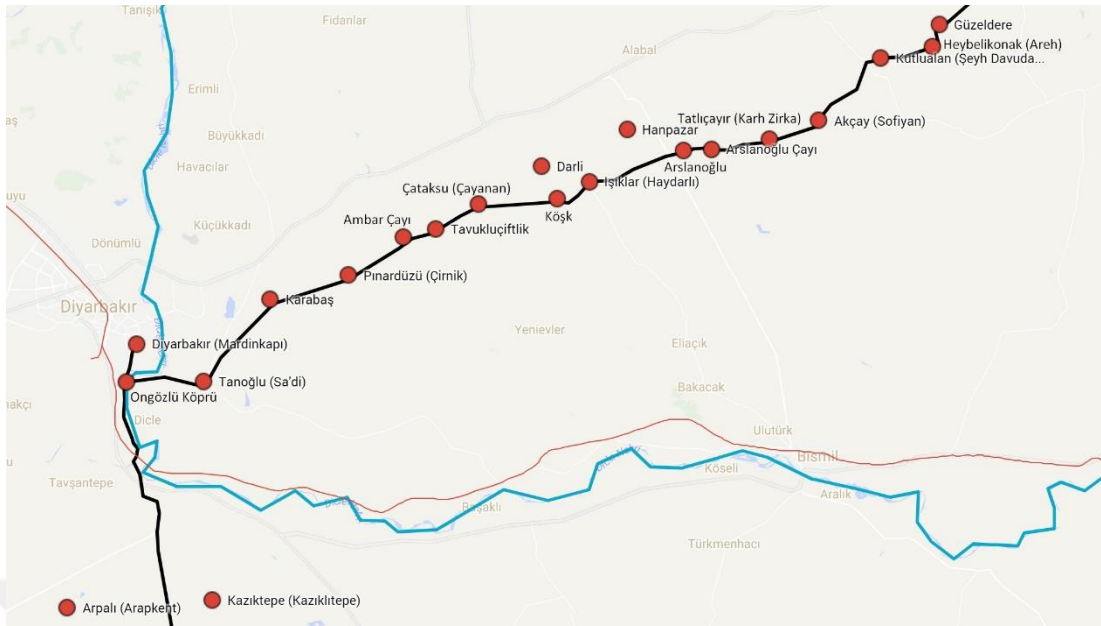 Tanışık
Fidanlar
Güzeldere
Heybelikonak (Areh)
Kutlualan (Şeyh Davuda...
Alabal
Erimli
Büyükkadı
Tatlıçayır (Karh Zirka)
Akçay (Sofiyan)
Hanpazar
Arslanoğlu Çayı
Arslanoğlu
Havacılar
Darli
Işıklar (Haydarlı)
Çataksu (Çayanan)
Köşk
Küçükkadı
Ambar Çayı
Tavukluçiftlik
Dönümlü
Pınardüzü (Çirnik)
Karabaş
Diyarbakır
Yenievler
Eliaçık
Diyarbakır (Mardinkapı)
Tanoğlu (Sa'di)
Bakacak
Ongözlü Köprü
Dicle
Ulutürk
Bismil
Tavşantepe
Köseli
Aralık
Başaklı
Türkmenhacı
Kazıktepe (Kazıklıtepe)
Arpalı (Arapkent)